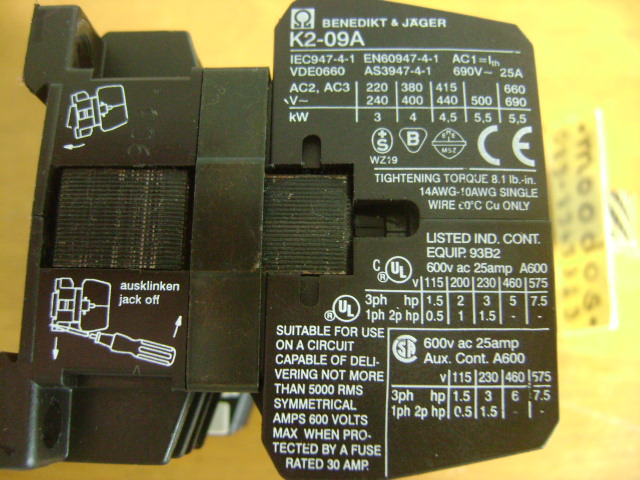 BENEDIKT & JÄGER
K2-09A
IEC947-4-1 EN60947-4-1 AC1=Ith
VDE0660 AS3947-4-1 690V~ 25A
AC2, AC3 220 380 415 660
V~ 240 400 440 500 690
kW 3 4 4,5 5,5 5,5
S B MSZ CE
WZ19
TIGHTENING TORQUE 8.1 lb.-in.
14AWG-10AWG SINGLE
WIRE 60°C Cu ONLY
LISTED IND. CONT.
EQUIP. 93B2
C UL 600v ac 25amp A600
v 115 200 230 460 575
3ph hp 1.5 2 3 5 7.5
1ph 2p hp 0.5 1 1.5 - -
UL
SUITABLE FOR USE
ON A CIRCUIT
CAPABLE OF DELI-
VERING NOT MORE
THAN 5000 RMS
SYMMETRICAL
AMPS 600 VOLTS
MAX WHEN PRO-
TECTED BY A FUSE
RATED 30 AMP.
600v ac 25amp
Aux. Cont. A600
v 115 230 460 575
3ph hp 1.5 3 6 7.5
1ph 2p hp 0.5 1.5 - -
ausklinken
jack off
moodos